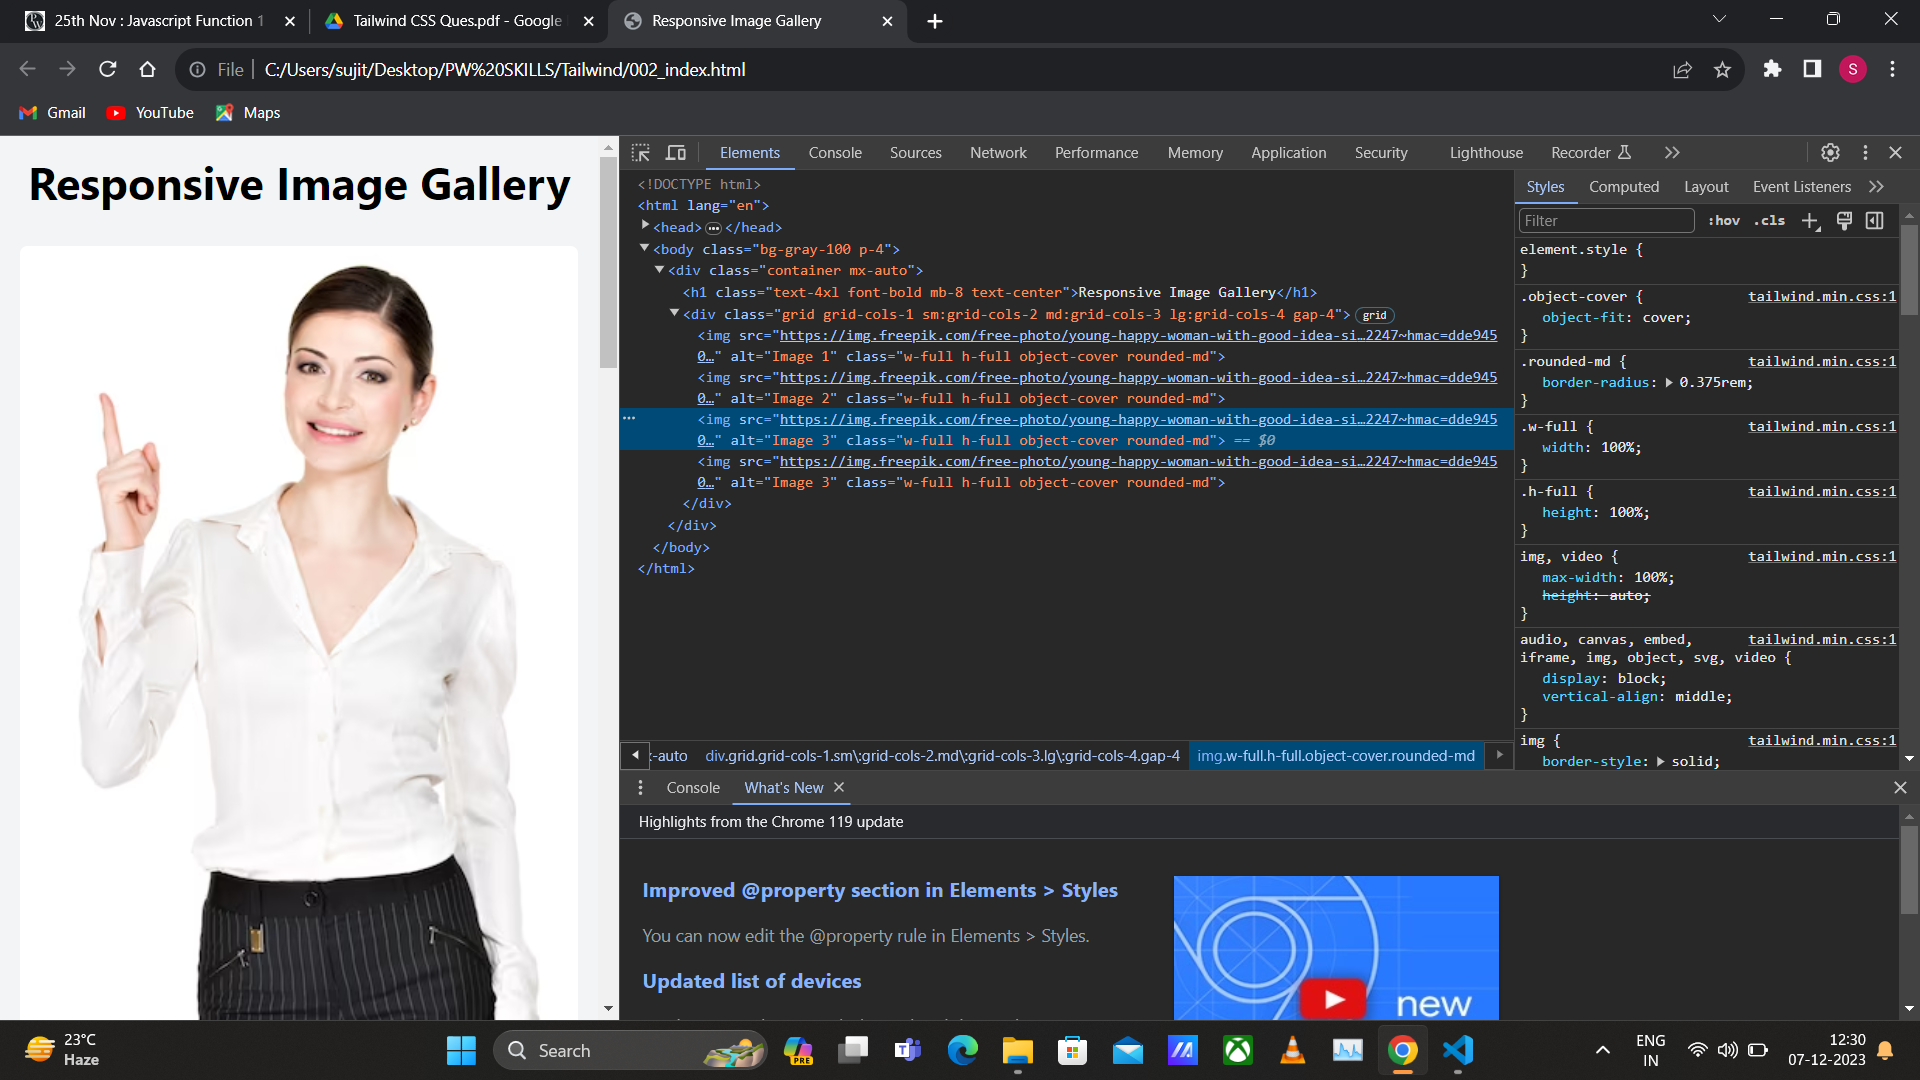 25th Nov : Javascript Function 1
Tailwind CSS Ques.pdf - Google
Responsive Image Gallery
File
C:/Users/sujit/Desktop/PW%20SKILLS/Tailwind/002_index.html
S
Gmail
YouTube
Maps
Responsive Image Gallery
Elements
Console
Sources
Network
Performance
Memory
Application
Security
Lighthouse
Recorder
<!DOCTYPE html>
<html lang="en">
<head> … </head>
<body class="bg-gray-100 p-4">
<div class="container mx-auto">
<h1 class="text-4xl font-bold mb-8 text-center">Responsive Image Gallery</h1>
<div class="grid grid-cols-1 sm:grid-cols-2 md:grid-cols-3 lg:grid-cols-4 gap-4"> grid
<img src="https://img.freepik.com/free-photo/young-happy-woman-with-good-idea-si…2247~hmac=dde945
0…" alt="Image 1" class="w-full h-full object-cover rounded-md">
<img src="https://img.freepik.com/free-photo/young-happy-woman-with-good-idea-si…2247~hmac=dde945
0…" alt="Image 2" class="w-full h-full object-cover rounded-md">
<img src="https://img.freepik.com/free-photo/young-happy-woman-with-good-idea-si…2247~hmac=dde945
0…" alt="Image 3" class="w-full h-full object-cover rounded-md"> == $0
<img src="https://img.freepik.com/free-photo/young-happy-woman-with-good-idea-si…2247~hmac=dde945
0…" alt="Image 3" class="w-full h-full object-cover rounded-md">
</div>
</div>
</body>
</html>
-auto
div.grid.grid-cols-1.sm\:grid-cols-2.md\:grid-cols-3.lg\:grid-cols-4.gap-4
img.w-full.h-full.object-cover.rounded-md
Styles
Computed
Layout
Event Listeners
Filter
:hov
.cls
element.style {
}
.object-cover { tailwind.min.css:1
object-fit: cover;
}
.rounded-md { tailwind.min.css:1
border-radius: 0.375rem;
}
.w-full { tailwind.min.css:1
width: 100%;
}
.h-full { tailwind.min.css:1
height: 100%;
}
img, video { tailwind.min.css:1
max-width: 100%;
height: auto;
}
audio, canvas, embed, tailwind.min.css:1
iframe, img, object, svg, video {
display: block;
vertical-align: middle;
}
img { tailwind.min.css:1
border-style: solid;
Console
What's New
Highlights from the Chrome 119 update
Improved @property section in Elements > Styles
You can now edit the @property rule in Elements > Styles.
Updated list of devices
new
23°C
Haze
Search
PRE
ENG
IN
12:30
07-12-2023